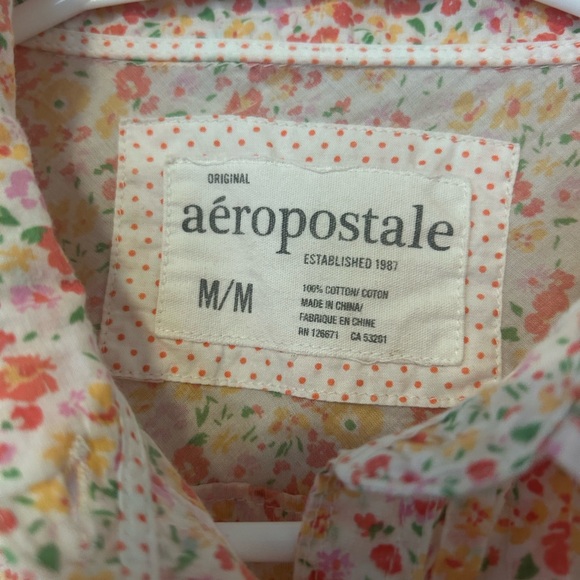 ORIGINAL
aéropostale
ESTABLISHED 1987
M/M
100% COTTON/ COTON
MADE IN CHINA/
FABRIQUE EN CHINE
RN 126671 CA 53201